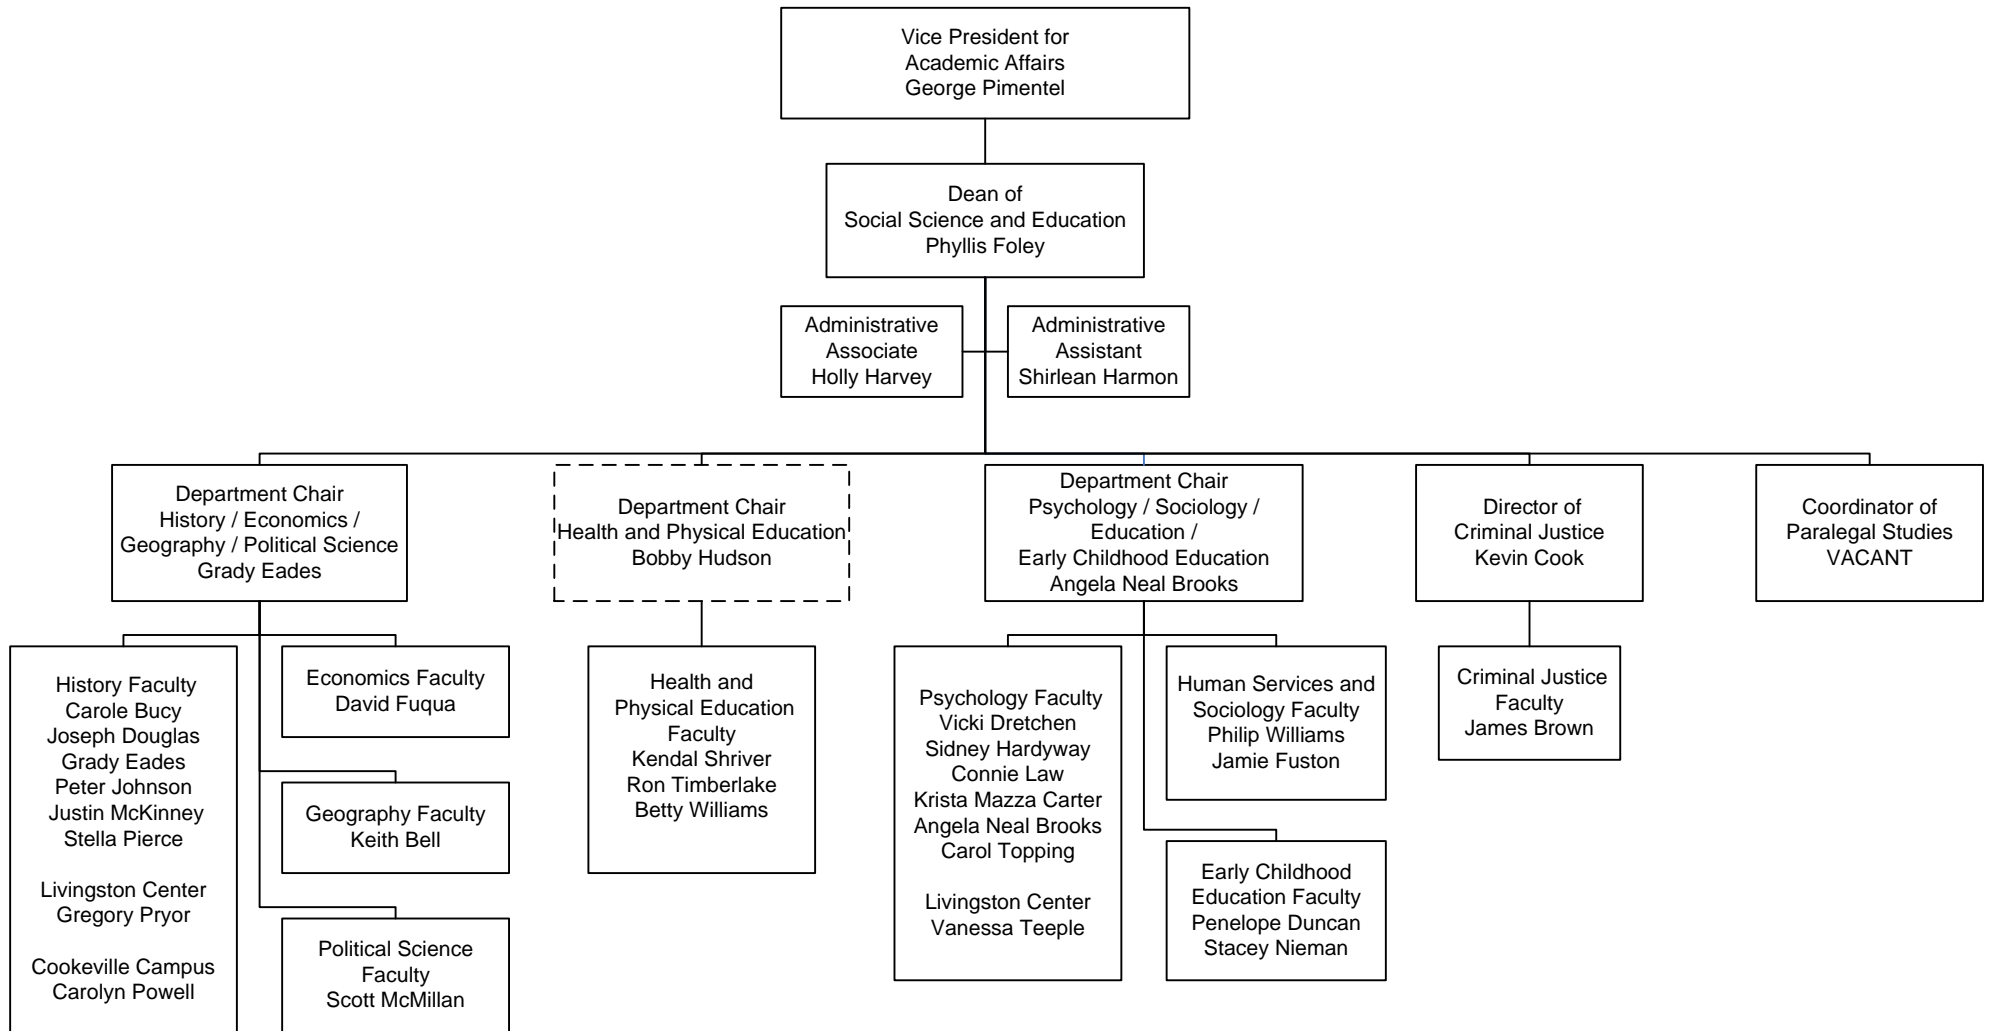 Vice President for
Academic Affairs
George Pimentel
Dean of
Social Science and Education
Phyllis Foley
Administrative
Associate
Holly Harvey
Administrative
Assistant
Shirlean Harmon
Department Chair
History / Economics /
Geography / Political Science
Grady Eades
Department Chair
Health and Physical Education
Bobby Hudson
Department Chair
Psychology / Sociology /
Education /
Early Childhood Education
Angela Neal Brooks
Director of
Criminal Justice
Kevin Cook
Coordinator of
Paralegal Studies
VACANT
History Faculty
Carole Bucy
Joseph Douglas
Grady Eades
Peter Johnson
Justin McKinney
Stella Pierce
Livingston Center
Gregory Pryor
Cookeville Campus
Carolyn Powell
Economics Faculty
David Fuqua
Geography Faculty
Keith Bell
Political Science
Faculty
Scott McMillan
Health and
Physical Education
Faculty
Kendal Shriver
Ron Timberlake
Betty Williams
Psychology Faculty
Vicki Dretchen
Sidney Hardyway
Connie Law
Krista Mazza Carter
Angela Neal Brooks
Carol Topping
Livingston Center
Vanessa Teeple
Human Services and
Sociology Faculty
Philip Williams
Jamie Fuston
Early Childhood
Education Faculty
Penelope Duncan
Stacey Nieman
Criminal Justice
Faculty
James Brown